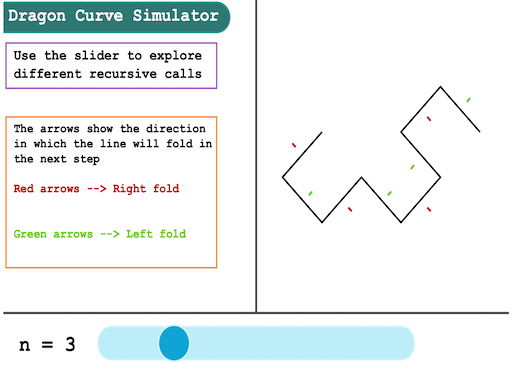 Dragon Curve Simulator
Use the slider to explore
different recursive calls
The arrows show the direction
in which the line will fold in
the next step
Red arrows --> Right fold
Green arrows --> Left fold
n = 3